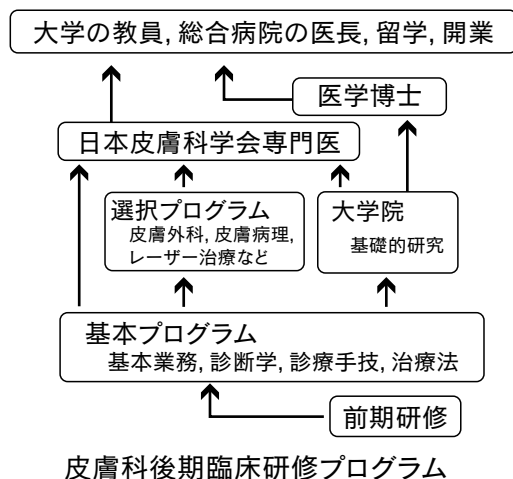 大学の教員, 総合病院の医長, 留学, 開業
医学博士
日本皮膚科学会専門医
選択プログラム
皮膚外科, 皮膚病理,
レーザー治療など
大学院
基礎的研究
基本プログラム
基本業務, 診断学, 診療手技, 治療法
前期研修
皮膚科後期臨床研修プログラム